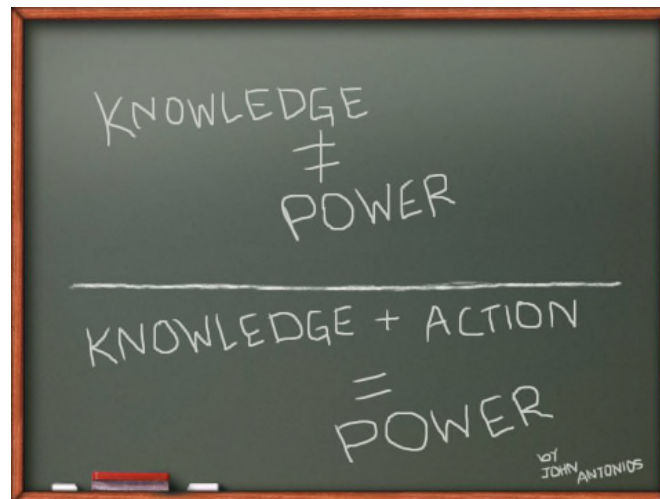 KNOWLEDGE
≠
POWER
KNOWLEDGE + ACTION
=
POWER
by
JOHN ANTONIOS